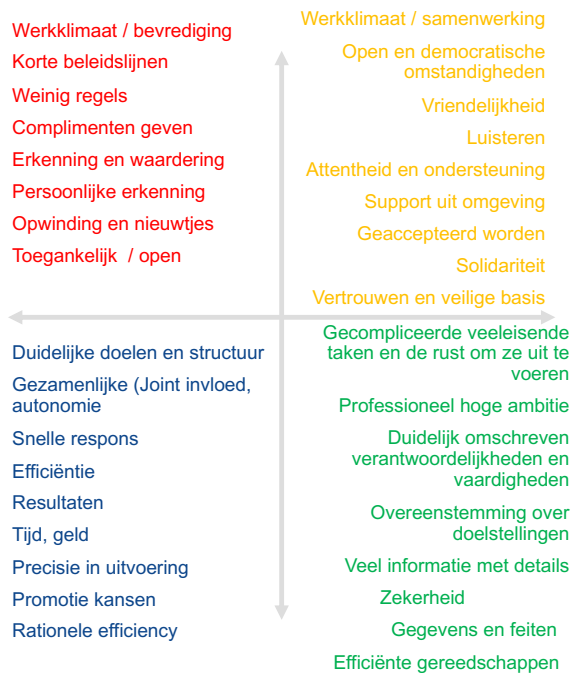 Werkklimaat / bevrediging
Korte beleidslijnen
Weinig regels
Complimenten geven
Erkenning en waardering
Persoonlijke erkenning
Opwinding en nieuwtjes
Toegankelijk / open
Werkklimaat / samenwerking
Open en democratische
omstandigheden
Vriendelijkheid
Luisteren
Attentheid en ondersteuning
Support uit omgeving
Geaccepteerd worden
Solidariteit
Vertrouwen en veilige basis
Duidelijke doelen en structuur
Gezamenlijke (Joint invloed,
autonomie
Snelle respons
Efficiëntie
Resultaten
Tijd, geld
Precisie in uitvoering
Promotie kansen
Rationele efficiency
Gecompliceerde veeleisende
taken en de rust om ze uit te
voeren
Professioneel hoge ambitie
Duidelijk omschreven
verantwoordelijkheden en
vaardigheden
Overeenstemming over
doelstellingen
Veel informatie met details
Zekerheid
Gegevens en feiten
Efficiënte gereedschappen